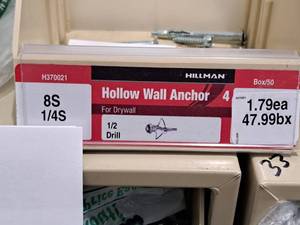 H370021
HILLMAN
Box/50
8S
1/4S
Hollow Wall Anchor 4
For Drywall
1/2
Drill
1.79ea
47.99bx
33